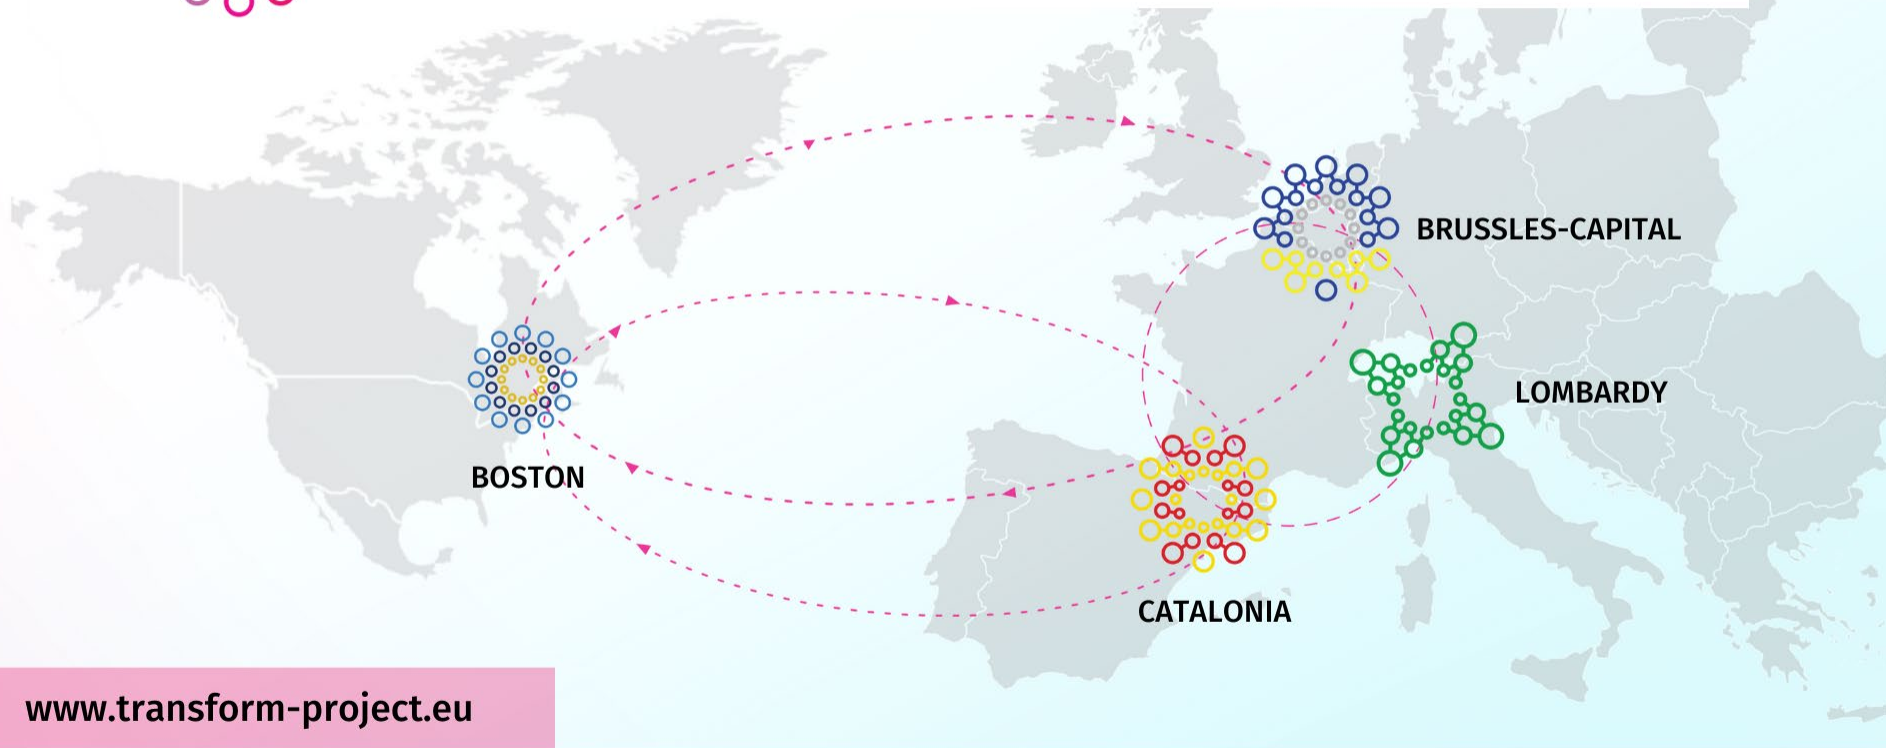 BRUSSLES-CAPITAL
LOMBARDY
BOSTON
CATALONIA
www.transform-project.eu